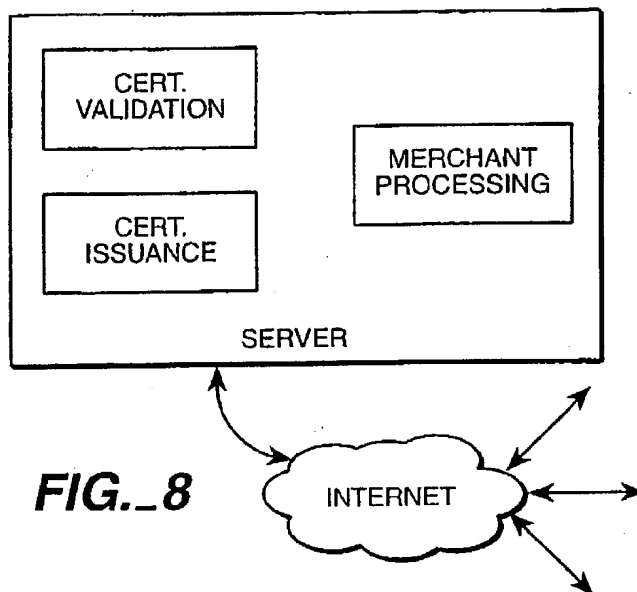 CERT.
VALIDATION
MERCHANT
PROCESSING
CERT.
ISSUANCE
SERVER
INTERNET
FIG._8